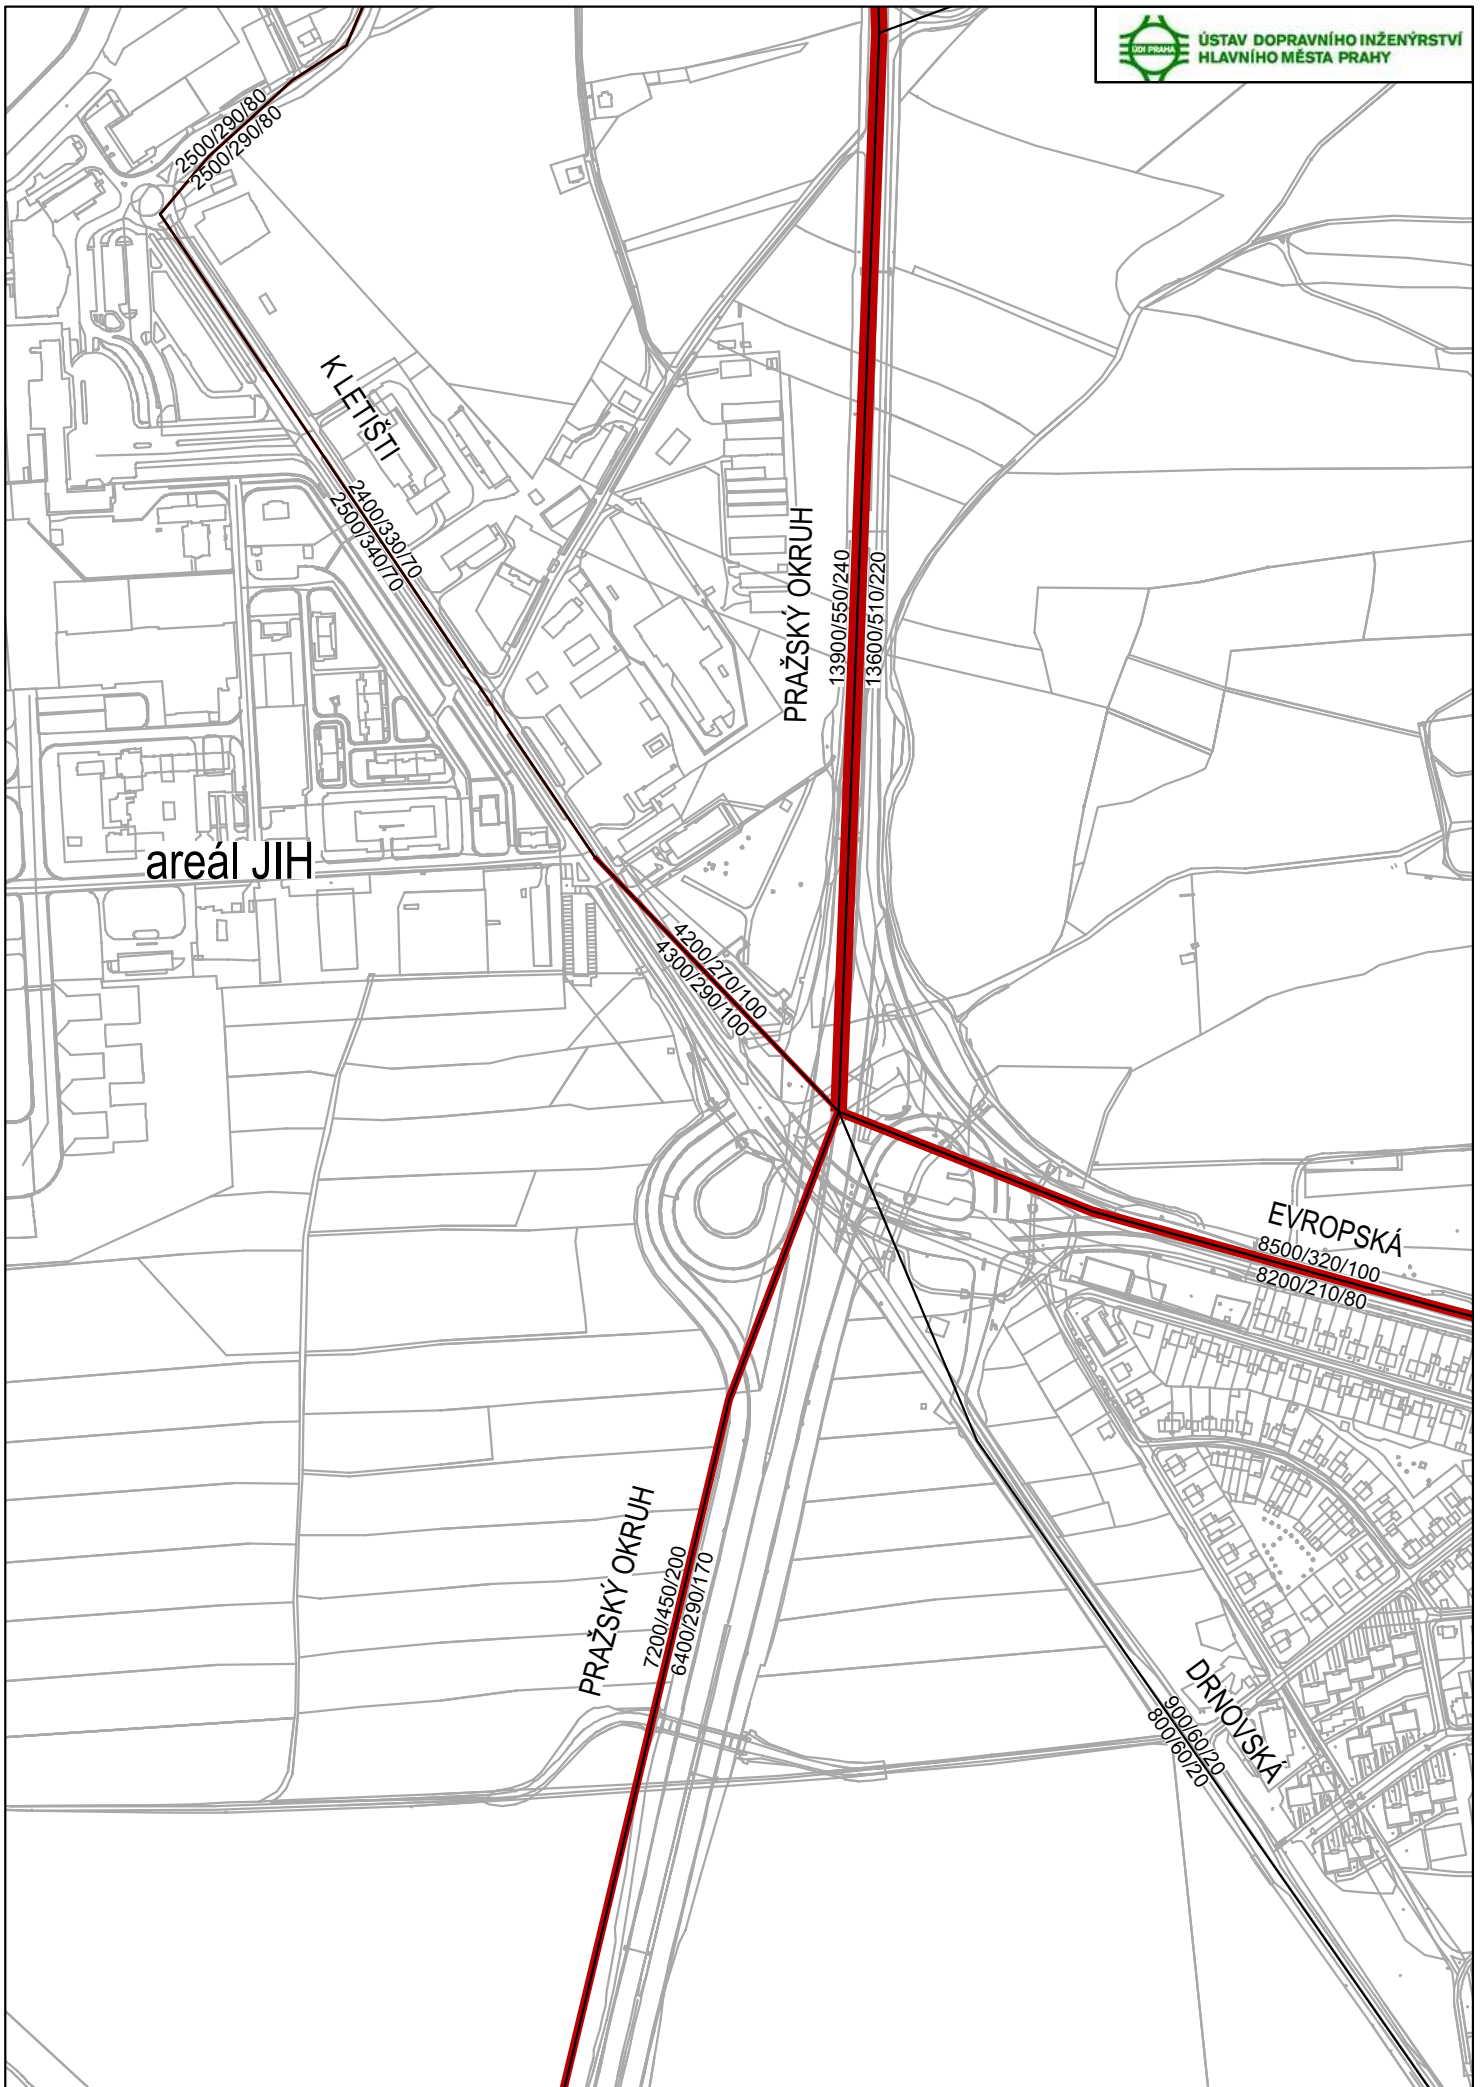 ÚDI PRAHA
ÚSTAV DOPRAVNÍHO INŽENÝRSTVÍ
HLAVNÍHO MĚSTA PRAHY
2500/290/80
2500/290/80
K LETIŠTI
2400/330/70
2500/340/70
PRAŽSKÝ OKRUH
13900/550/240
13600/510/220
areál JIH
4200/270/100
4300/290/100
EVROPSKÁ
8500/320/100
8200/210/80
PRAŽSKÝ OKRUH
7200/450/200
6400/290/170
DRNOVSKÁ
900/60/20
800/60/20